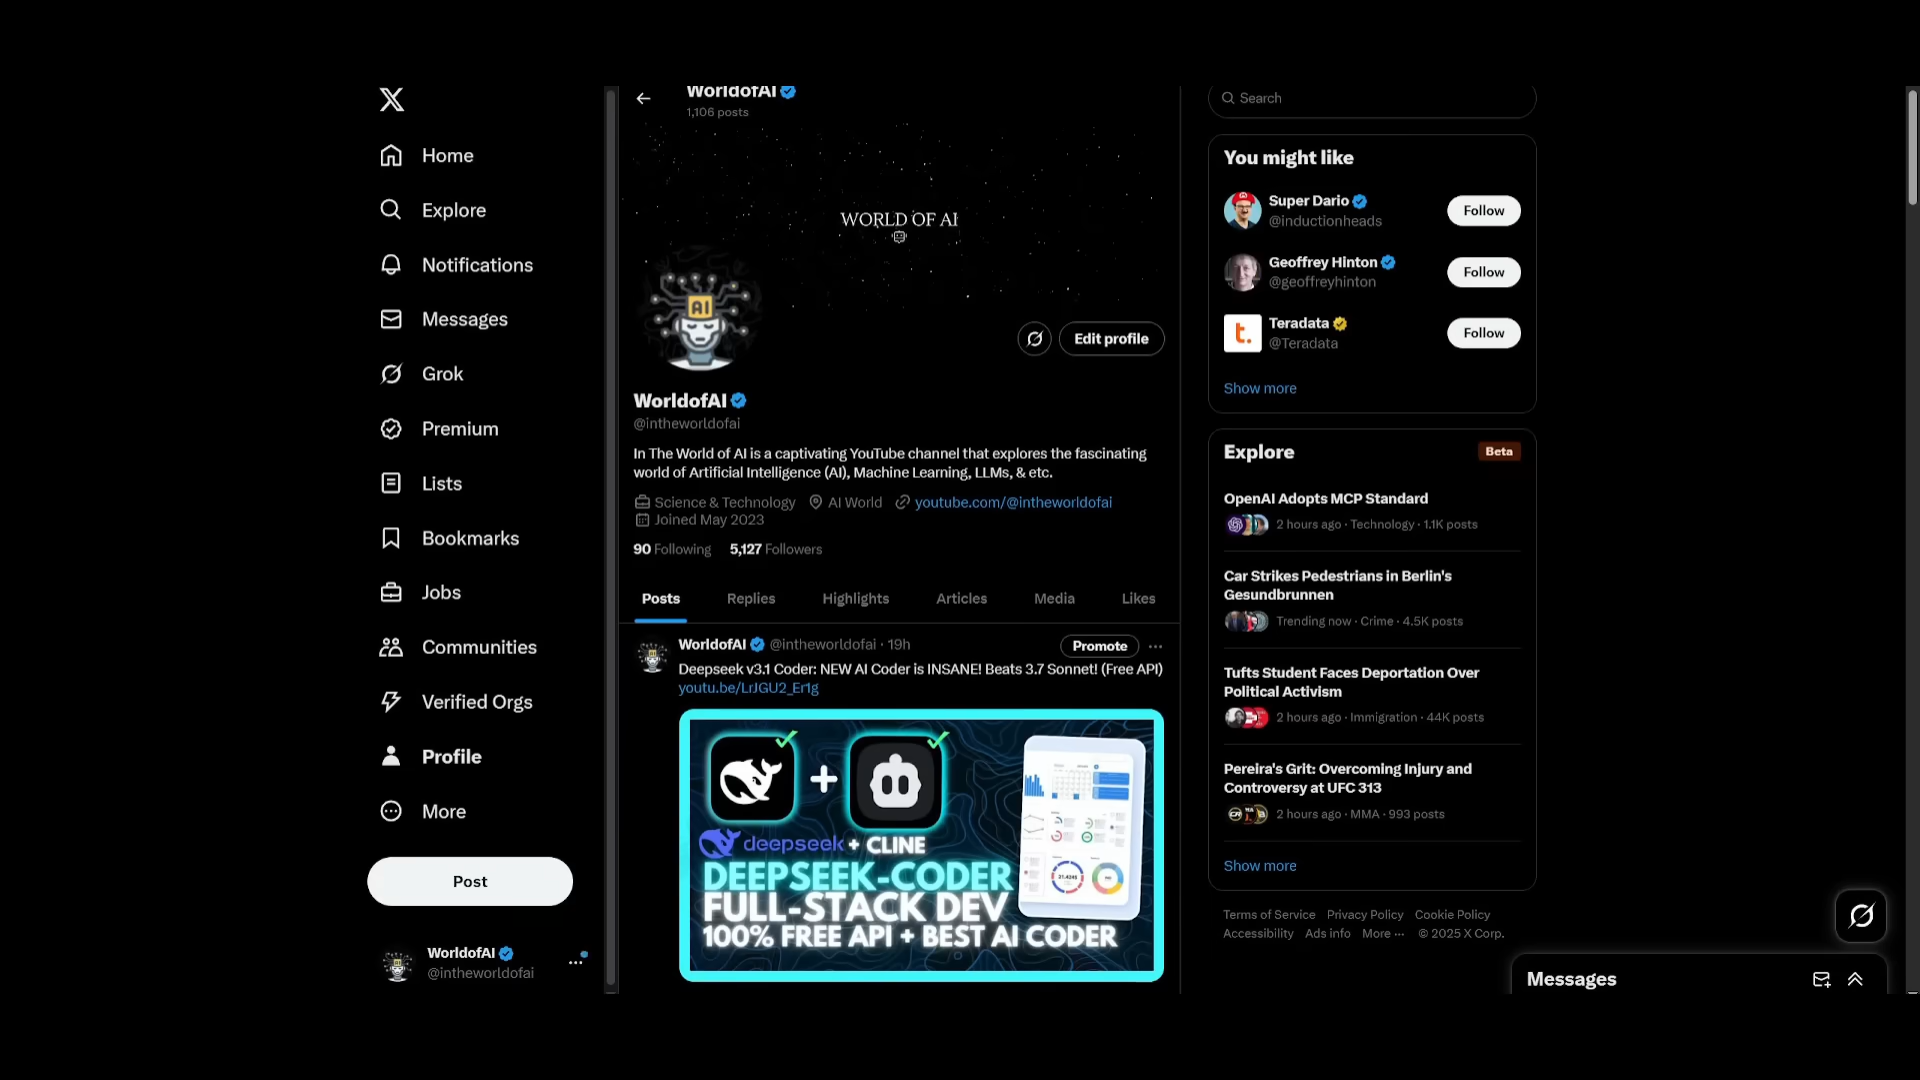 Home
Explore
Notifications
Messages
Grok
Premium
Lists
Bookmarks
Jobs
Communities
Verified Orgs
Profile
More
Post
WorldofAI
@intheworldofai
WorldofAI
1,106 posts
WORLD OF AI
AI
Edit profile
WorldofAI
@intheworldofai
In The World of AI is a captivating YouTube channel that explores the fascinating
world of Artificial Intelligence (AI), Machine Learning, LLMs, & etc.
Science & Technology AI World youtube.com/@intheworldofai
Joined May 2023
90 Following 5,127 Followers
Posts Replies Highlights Articles Media Likes
WorldofAI @intheworldofai · 19h
Promote
Deepseek v3.1 Coder: NEW AI Coder is INSANE! Beats 3.7 Sonnet! (Free API)
youtu.be/LrJGU2_Er1g
deepseek + CLINE
DEEPSEEK-CODER
FULL-STACK DEV
100% FREE API + BEST AI CODER
Search
You might like
Super Dario
@inductionheads
Follow
Geoffrey Hinton
@geoffreyhinton
Follow
t.
Teradata
@Teradata
Follow
Show more
Explore
Beta
OpenAI Adopts MCP Standard
2 hours ago · Technology · 1.1K posts
Car Strikes Pedestrians in Berlin's
Gesundbrunnen
Trending now · Crime · 4.5K posts
Tufts Student Faces Deportation Over
Political Activism
2 hours ago · Immigration · 44K posts
Pereira's Grit: Overcoming Injury and
Controversy at UFC 313
2 hours ago · MMA · 993 posts
Show more
Terms of Service Privacy Policy Cookie Policy
Accessibility Ads info More ··· © 2025 X Corp.
Messages